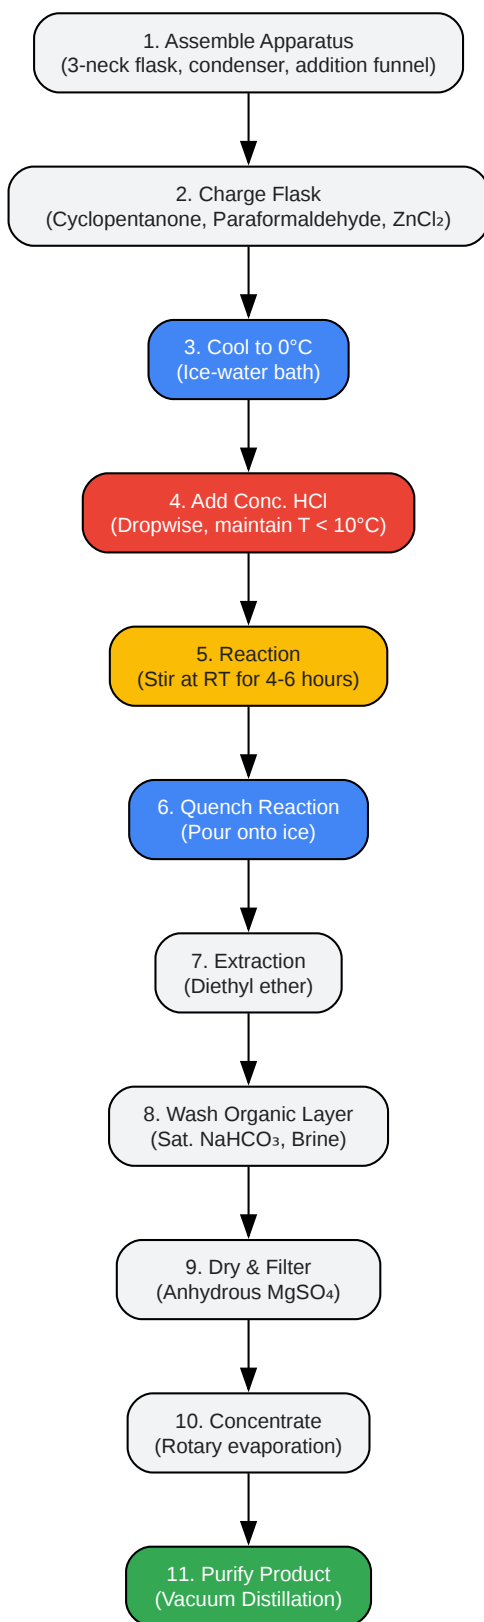 1. Assemble Apparatus
(3-neck flask, condenser, addition funnel)
2. Charge Flask
(Cyclopentanone, Paraformaldehyde, ZnCl₂)
3. Cool to 0°C
(Ice-water bath)
4. Add Conc. HCl
(Dropwise, maintain T < 10°C)
5. Reaction
(Stir at RT for 4-6 hours)
6. Quench Reaction
(Pour onto ice)
7. Extraction
(Diethyl ether)
8. Wash Organic Layer
(Sat. NaHCO₃, Brine)
9. Dry & Filter
(Anhydrous MgSO₄)
10. Concentrate
(Rotary evaporation)
11. Purify Product
(Vacuum Distillation)